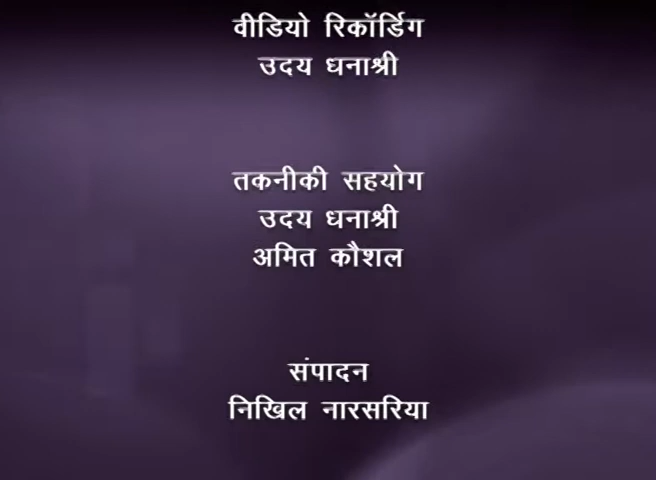 वीडियो रिकॉर्डिग
उदय धनाश्री
तकनीकी सहयोग
उदय धनाश्री
अमित कौशल
संपादन
निखिल नारसरिया